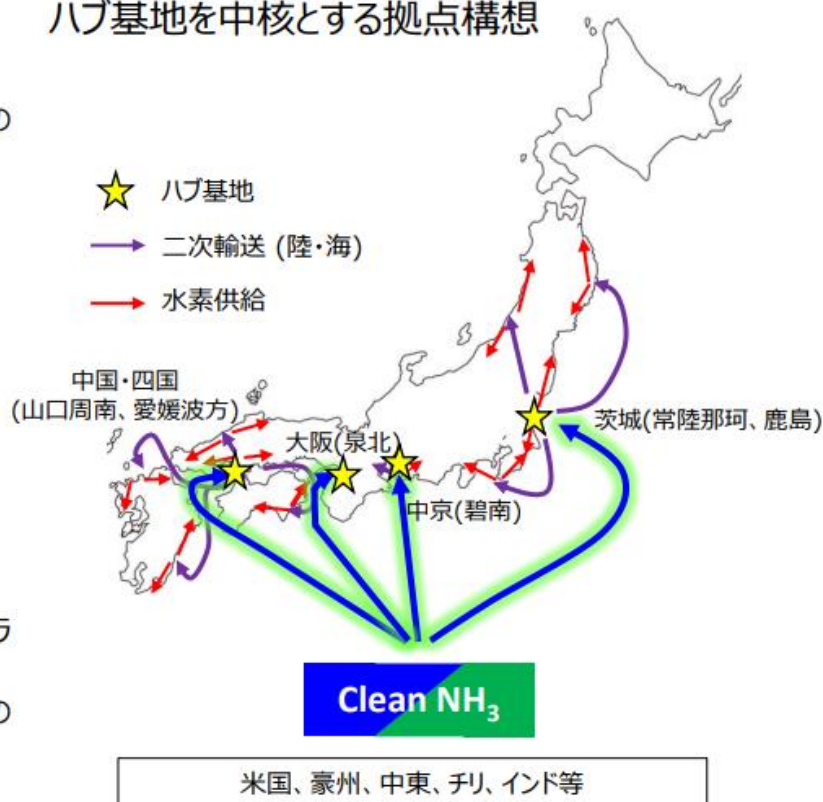 ハブ基地を中核とする拠点構想
の
ハブ基地
二次輸送 (陸・海)
水素供給
中国・四国
(山口周南、愛媛波方)
大阪(泉北)
茨城(常陸那珂、鹿島)
中京(碧南)
ラ
Clean NH₃
の
米国、豪州、中東、チリ、インド等